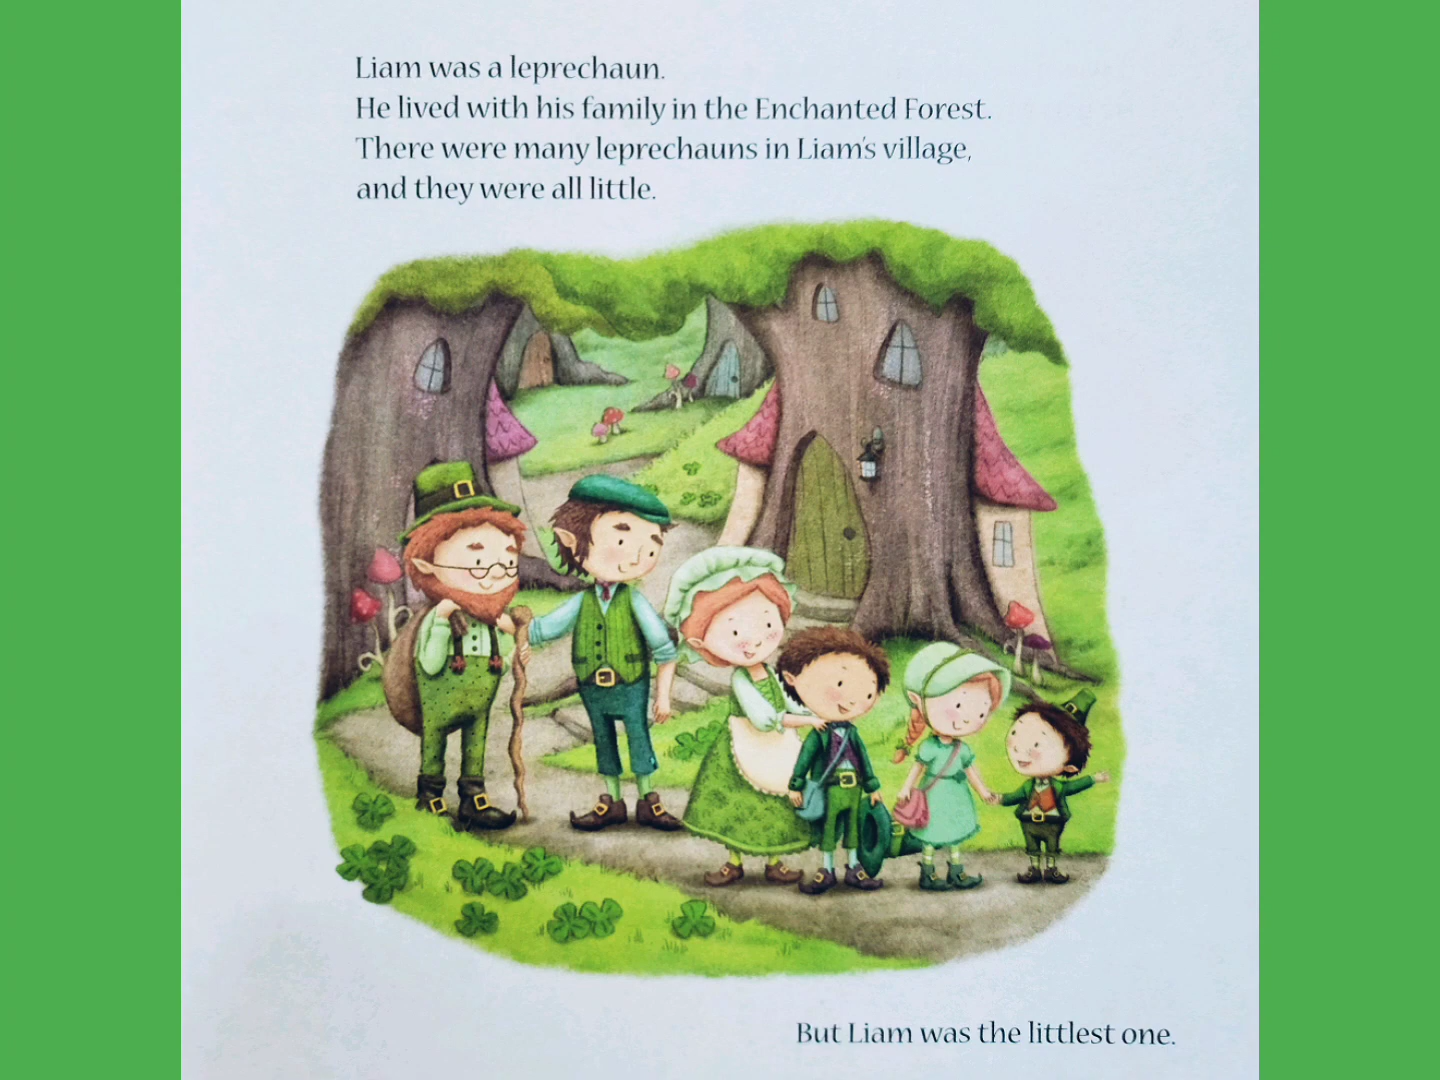 Liam was a leprechaun.
He lived with his family in the Enchanted Forest.
There were many leprechauns in Liam's village,
and they were all little.
But Liam was the littlest one.